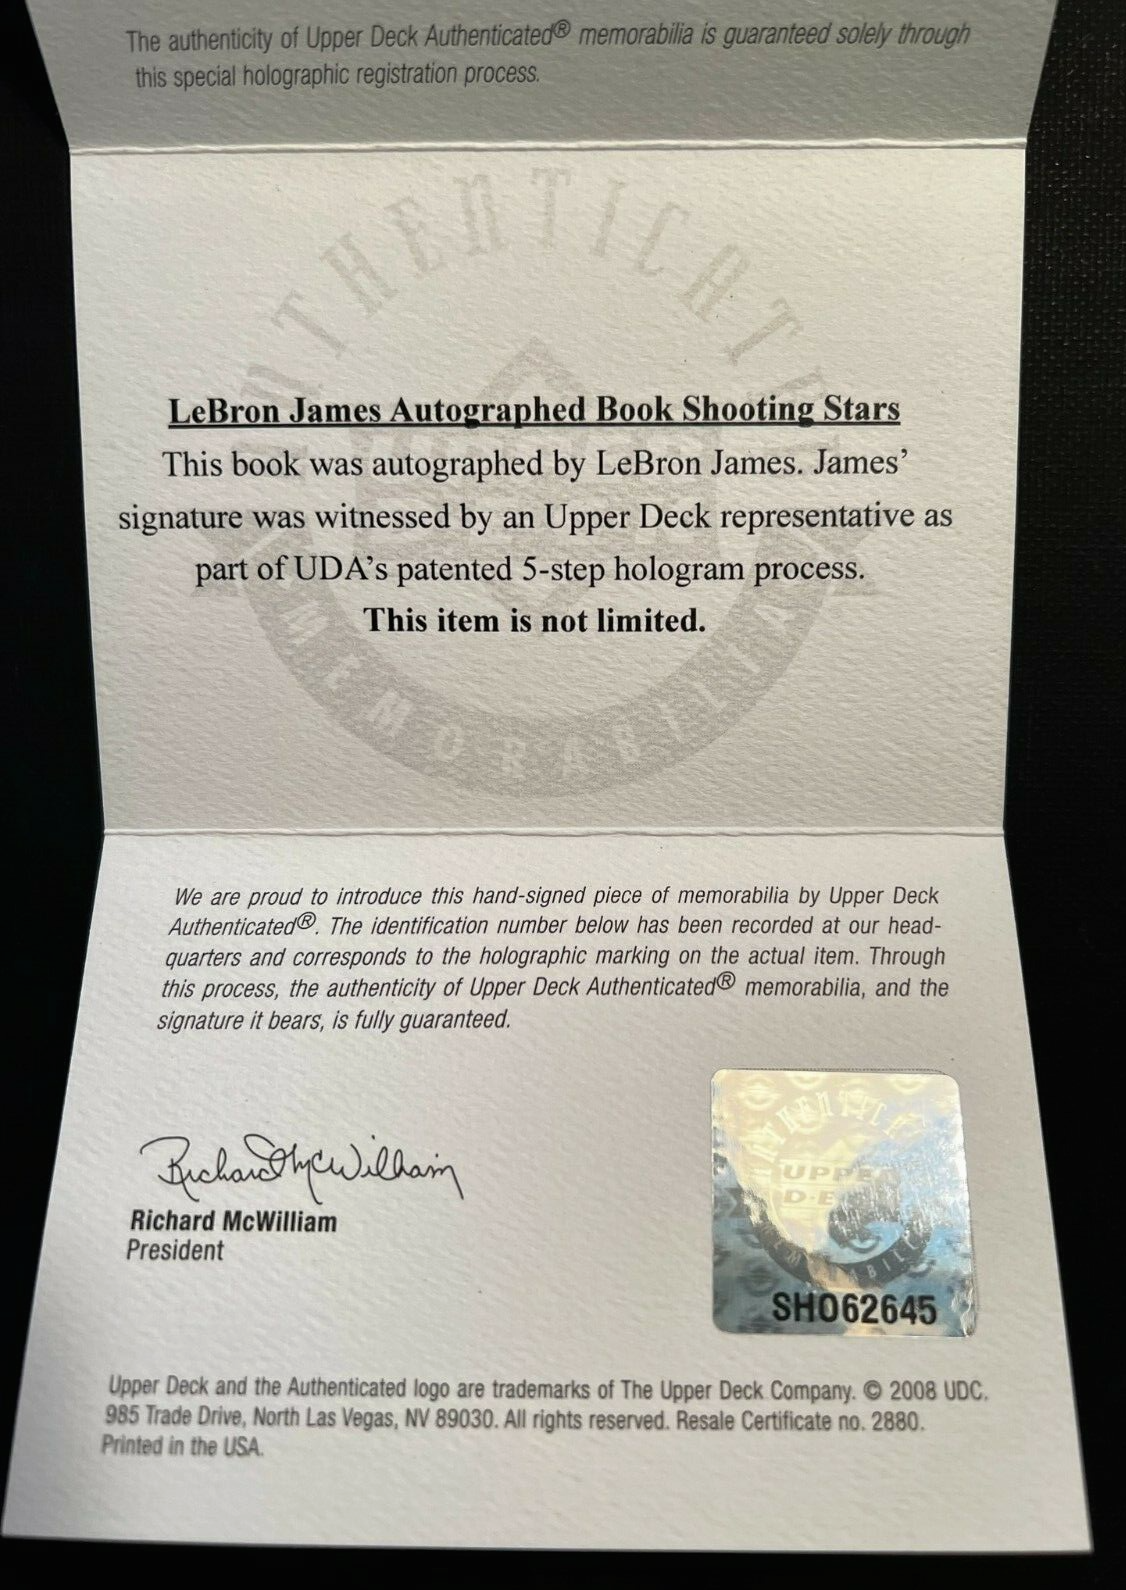 The authenticity of Upper Deck Authenticated® memorabilia is guaranteed solely through
this special holographic registration process.
AUTHENTICATED
LeBron James Autographed Book Shooting Stars
This book was autographed by LeBron James. James’
signature was witnessed by an Upper Deck representative as
part of UDA’s patented 5-step hologram process.
This item is not limited.
MEMORABILIA
We are proud to introduce this hand-signed piece of memorabilia by Upper Deck
Authenticated®. The identification number below has been recorded at our head-
quarters and corresponds to the holographic marking on the actual item. Through
this process, the authenticity of Upper Deck Authenticated® memorabilia, and the
signature it bears, is fully guaranteed.
Richard McWilliam
Richard McWilliam
President
AUTHENTICATED
UPPER
DECK
MEMORABILIA
SHO62645
Upper Deck and the Authenticated logo are trademarks of The Upper Deck Company. © 2008 UDC.
985 Trade Drive, North Las Vegas, NV 89030. All rights reserved. Resale Certificate no. 2880.
Printed in the USA.